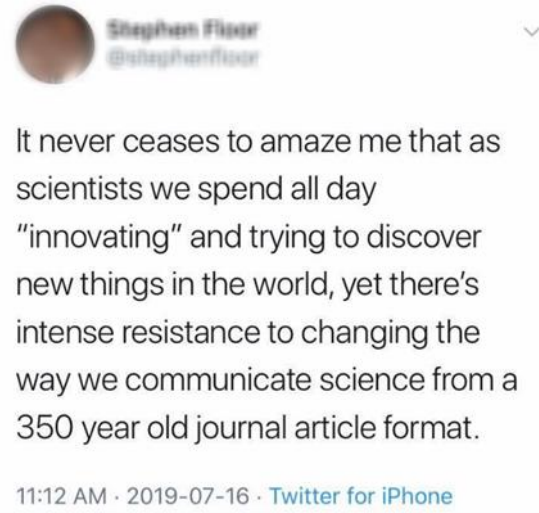 It never ceases to amaze me that as
scientists we spend all day
"innovating" and trying to discover
new things in the world, yet there's
intense resistance to changing the
way we communicate science from a
350 year old journal article format.
11:12 AM · 2019-07-16 · Twitter for iPhone